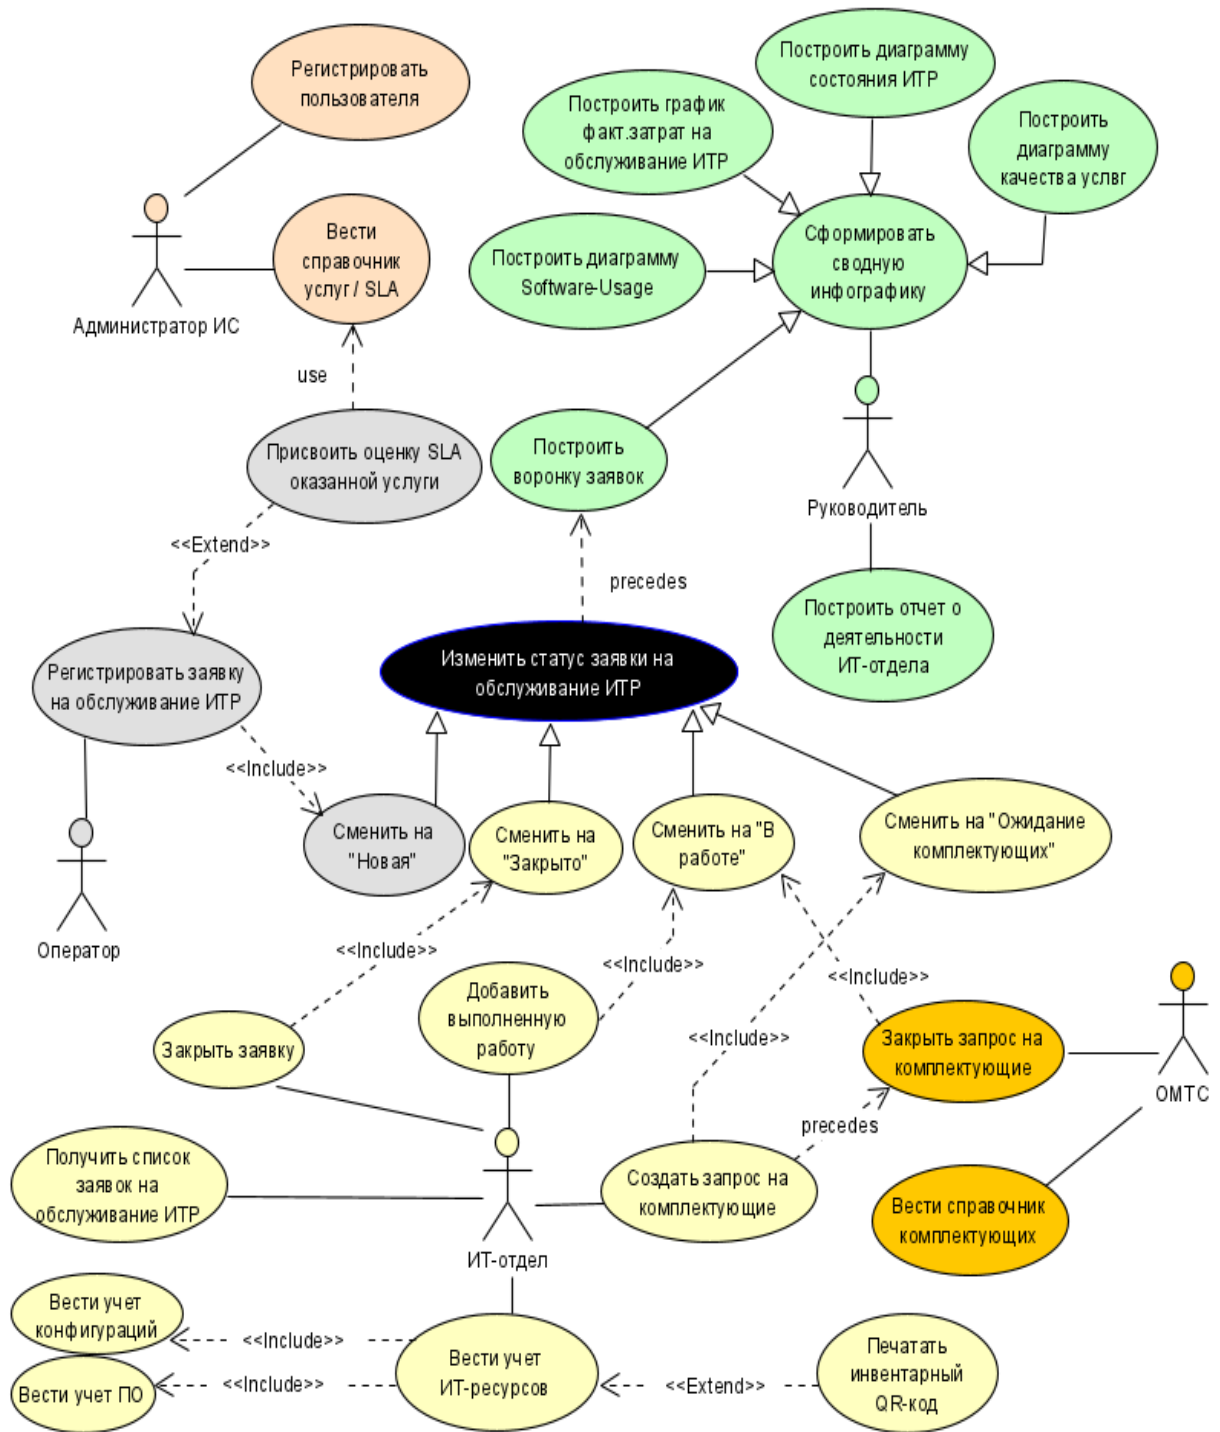 Регистрировать
пользователя
Построить диаграмму
состояния ИТР
Построить график
факт.затрат на
обслуживание ИТР
Построить
диаграмму
качества услвг
Вести
справочник
услуг / SLA
Администратор ИС
Построить диаграмму
Software-Usage
Сформировать
сводную
инфографику
use
Присвоить оценку SLA
оказанной услуги
Построить
воронку заявок
Руководитель
<<Extend>>
precedes
Построить отчет о
деятельности
ИТ-отдела
Регистрировать заявку
на обслуживание ИТР
Изменить статус заявки на
обслуживание ИТР
<<Include>>
Сменить на
"Новая"
Сменить на
"Закрыто"
Сменить на "В
работе"
Сменить на "Ожидание
комплектующих"
Оператор
<<Include>>
<<Include>>
<<Include>>
Добавить
выполненную
работу
Закрыть заявку
<<Include>>
Закрыть запрос на
комплектующие
ОМТС
precedes
Получить список
заявок на
обслуживание ИТР
Создать запрос на
комплектующие
Вести справочник
комплектующих
ИТ-отдел
Вести учет
конфигураций
<<Include>>
Вести учет ПО
<<Include>>
Вести учет
ИТ-ресурсов
<<Extend>>
Печатать
инвентарный
QR-код